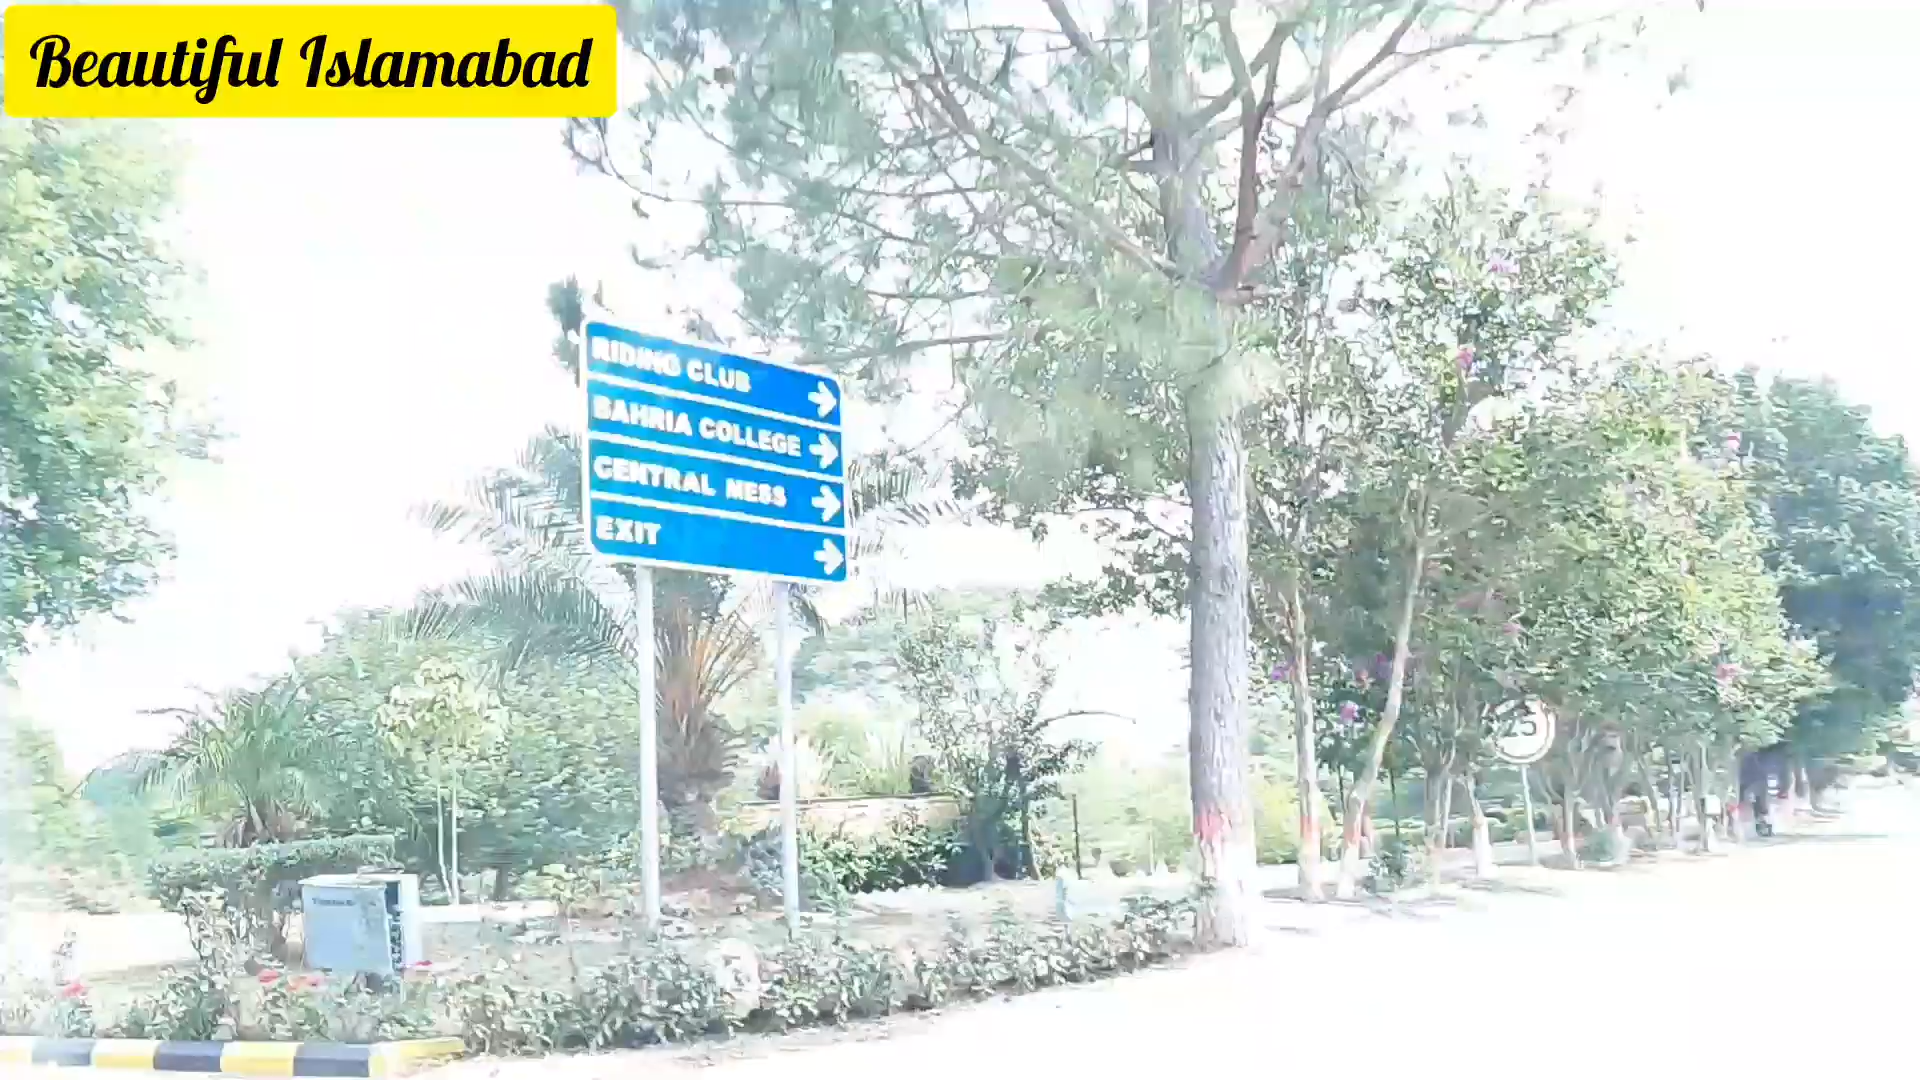 Beautiful Islamabad
RIDING CLUB
BAHRIA COLLEGE
CENTRAL MESS
EXIT
25